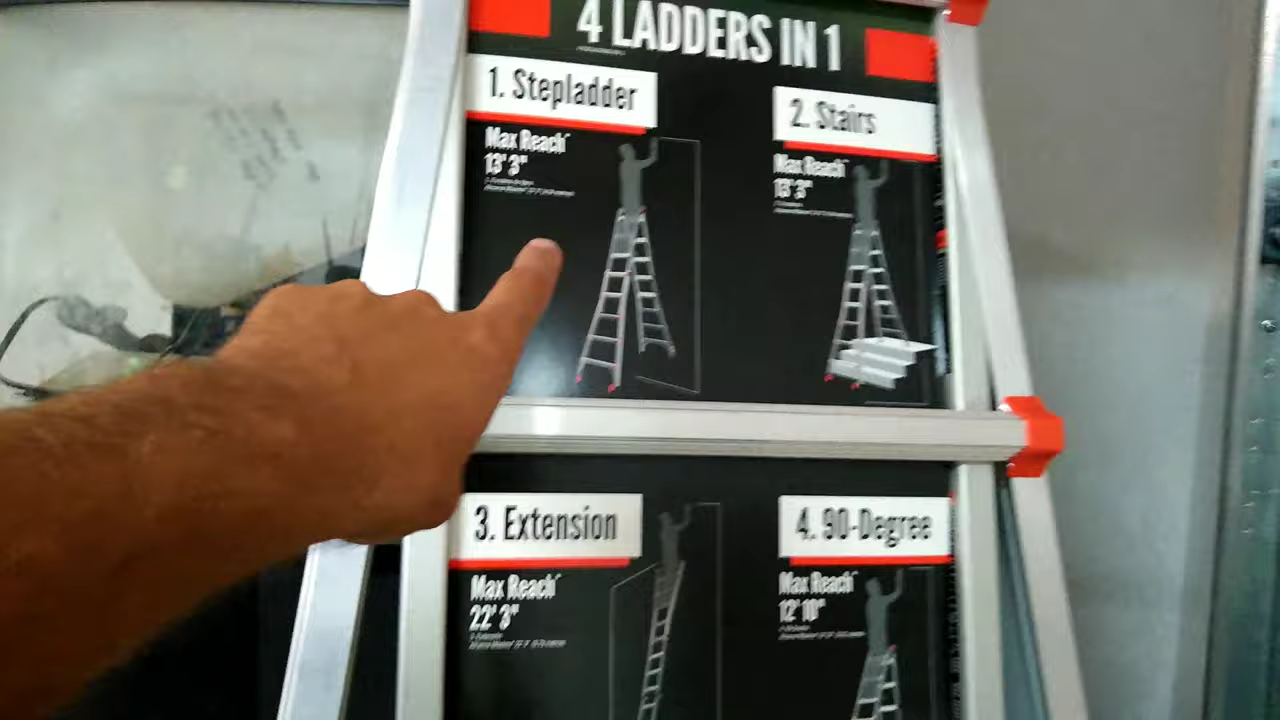 4 LADDERS IN 1
1. Stepladder
Max Reach*
13' 3"
2. Stairs
Max Reach*
13' 3"
3. Extension
Max Reach*
22' 3"
4. 90-Degree
Max Reach*
12' 10"